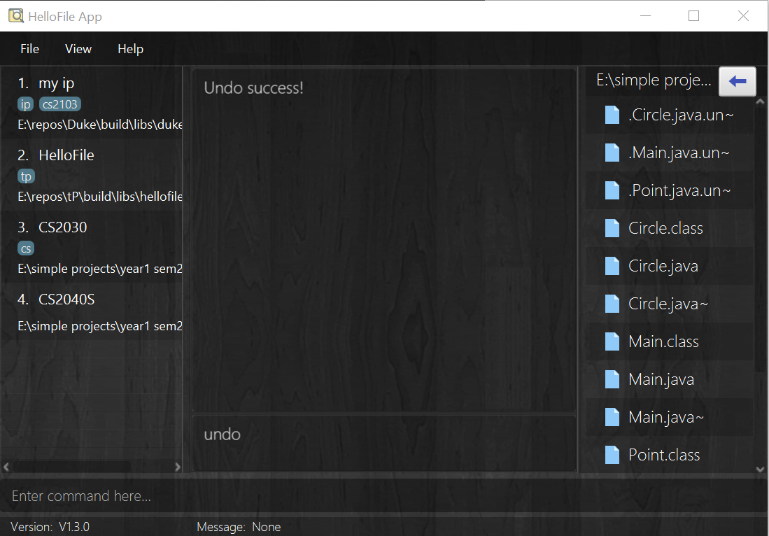 HelloFile App
File View Help
1. my ip
ip cs2103
E:\repos\Duke\build\libs\duke
2. HelloFile
tp
E:\repos\tP\build\libs\hellofile
3. CS2030
cs
E:\simple projects\year1 sem2
4. CS2040S
E:\simple projects\year1 sem2
Undo success!
undo
E:\simple proje...
.Circle.java.un~
.Main.java.un~
.Point.java.un~
Circle.class
Circle.java
Circle.java~
Main.class
Main.java
Main.java~
Point.class
Enter command here...
Version: V1.3.0
Message: None